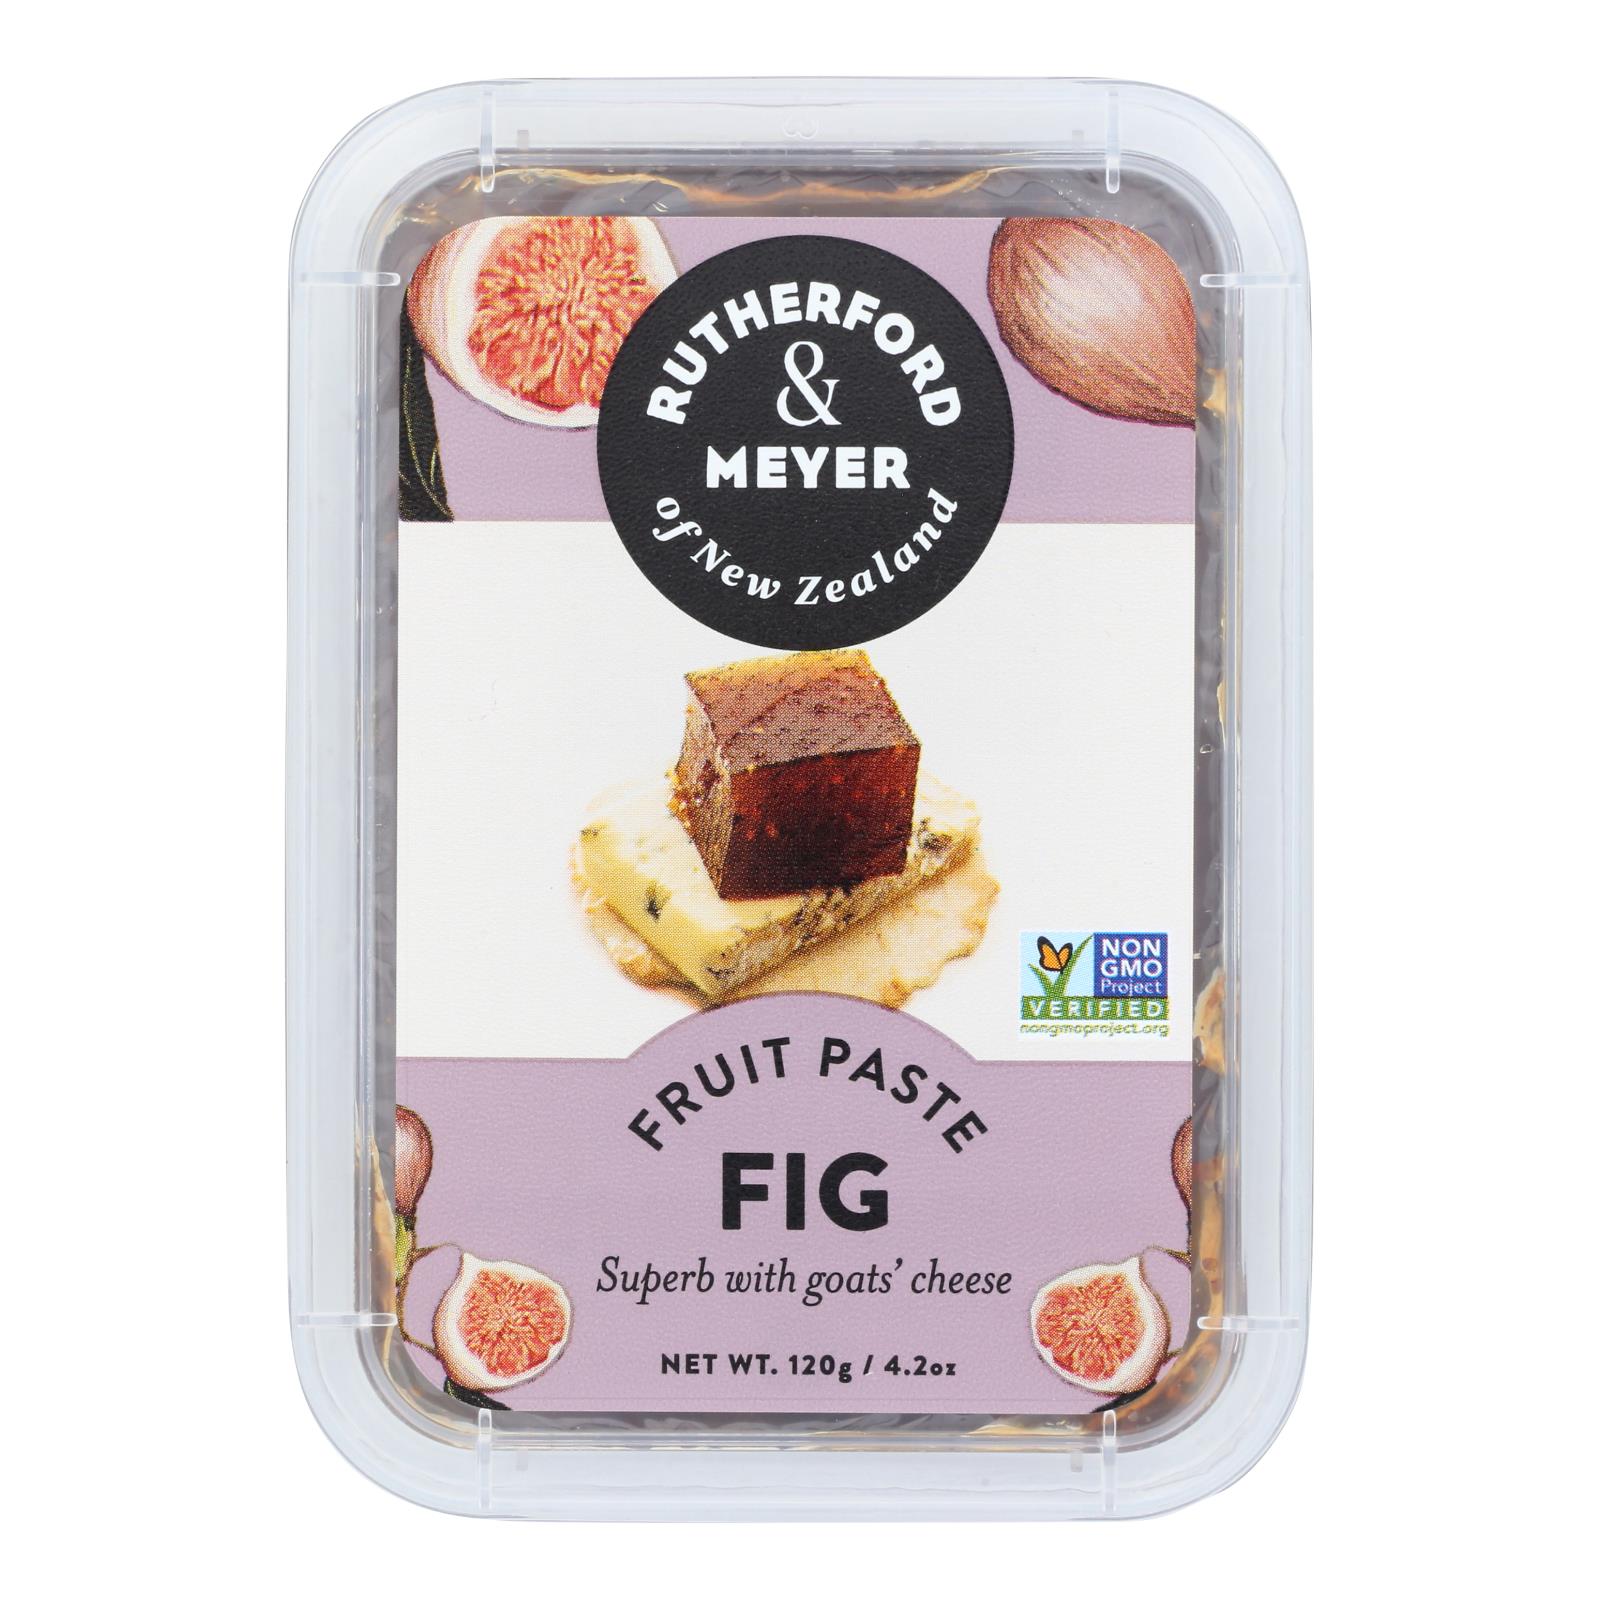 RUTHERFORD
&
MEYER
of New Zealand
NON
GMO
Project
VERIFIED
nongmoproject.org
FRUIT PASTE
FIG
Superb with goats’ cheese
NET WT. 120g / 4.2oz